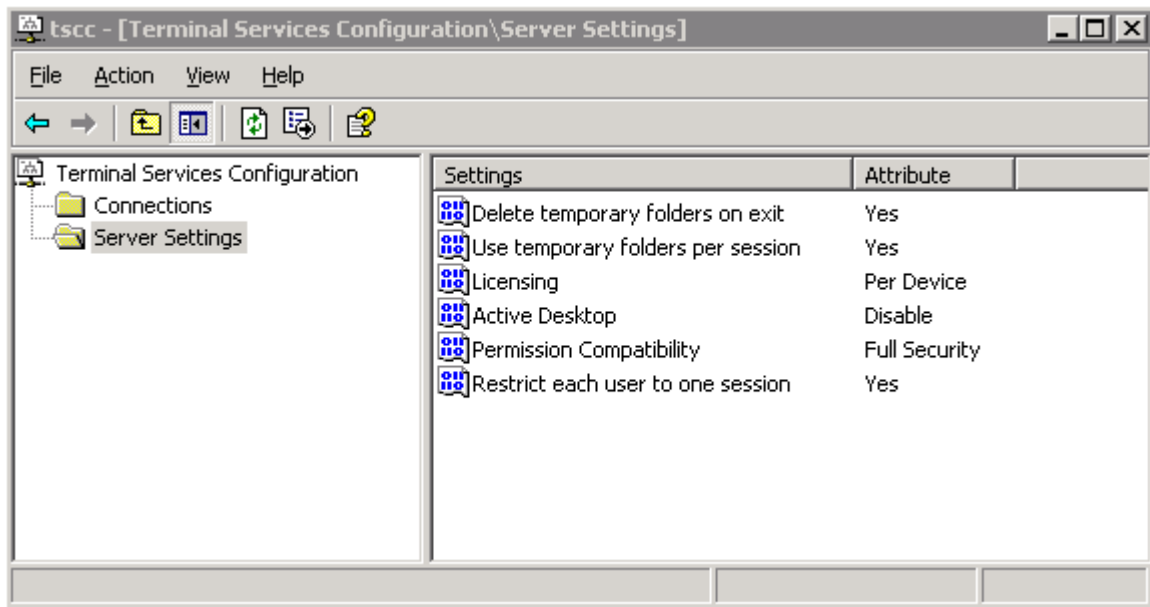 tscc - [Terminal Services Configuration\Server Settings]
File Action View Help
Terminal Services Configuration
Connections
Server Settings
Settings Attribute
Delete temporary folders on exit Yes
Use temporary folders per session Yes
Licensing Per Device
Active Desktop Disable
Permission Compatibility Full Security
Restrict each user to one session Yes